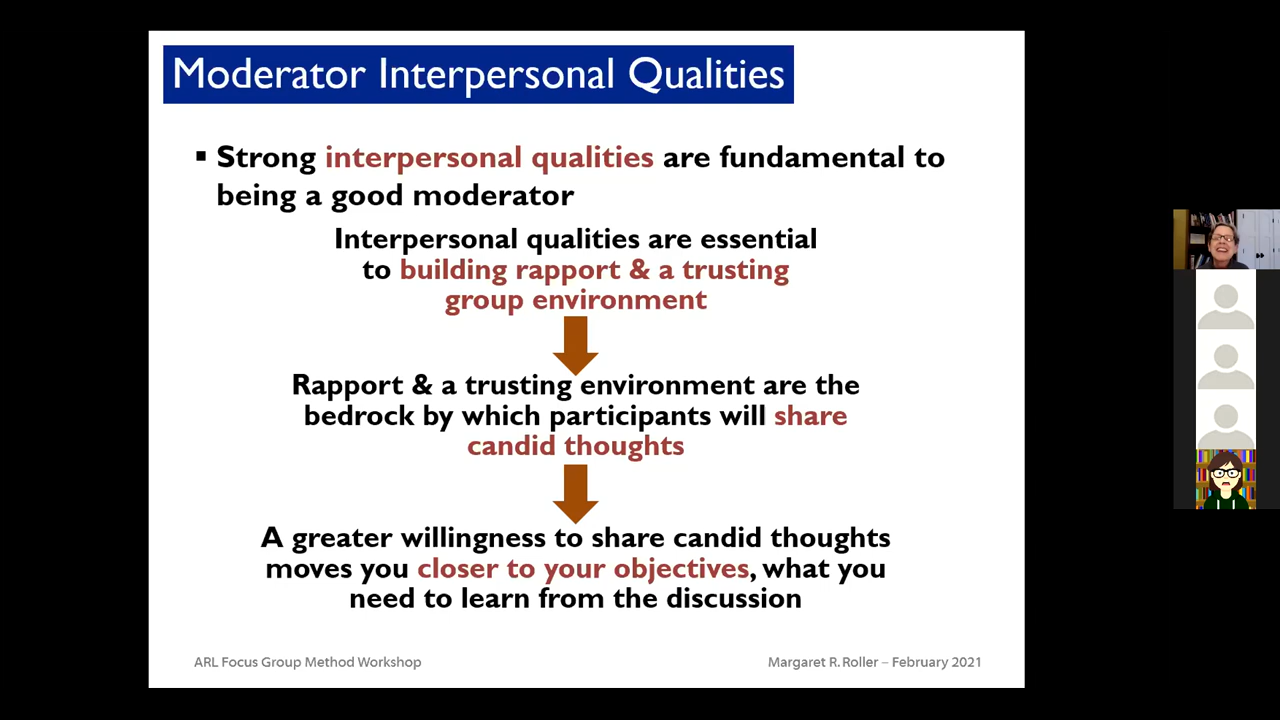 Moderator Interpersonal Qualities
▪ Strong interpersonal qualities are fundamental to
being a good moderator
Interpersonal qualities are essential
to building rapport & a trusting
group environment
Rapport & a trusting environment are the
bedrock by which participants will share
candid thoughts
A greater willingness to share candid thoughts
moves you closer to your objectives, what you
need to learn from the discussion
ARL Focus Group Method Workshop
Margaret R. Roller – February 2021